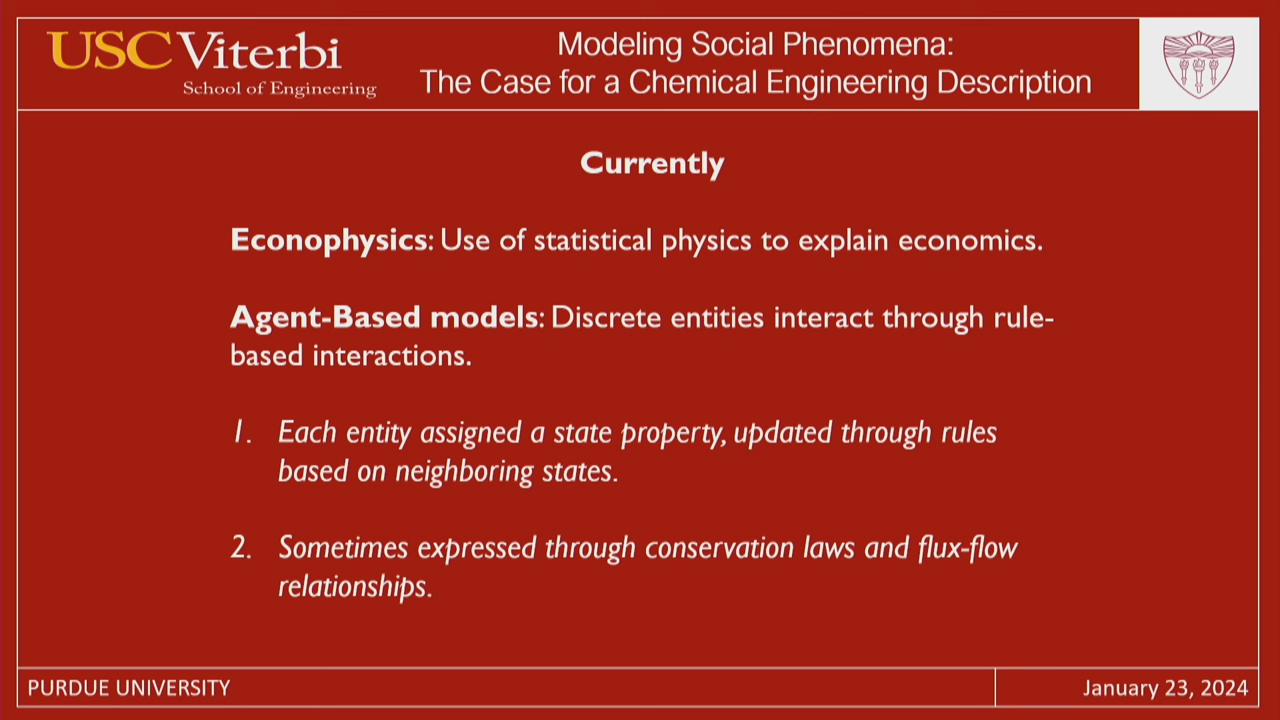 USC Viterbi
School of Engineering
Modeling Social Phenomena:
The Case for a Chemical Engineering Description
Currently
Econophysics: Use of statistical physics to explain economics.
Agent-Based models: Discrete entities interact through rule-
based interactions.
1. Each entity assigned a state property, updated through rules
based on neighboring states.
2. Sometimes expressed through conservation laws and flux-flow
relationships.
PURDUE UNIVERSITY
January 23, 2024